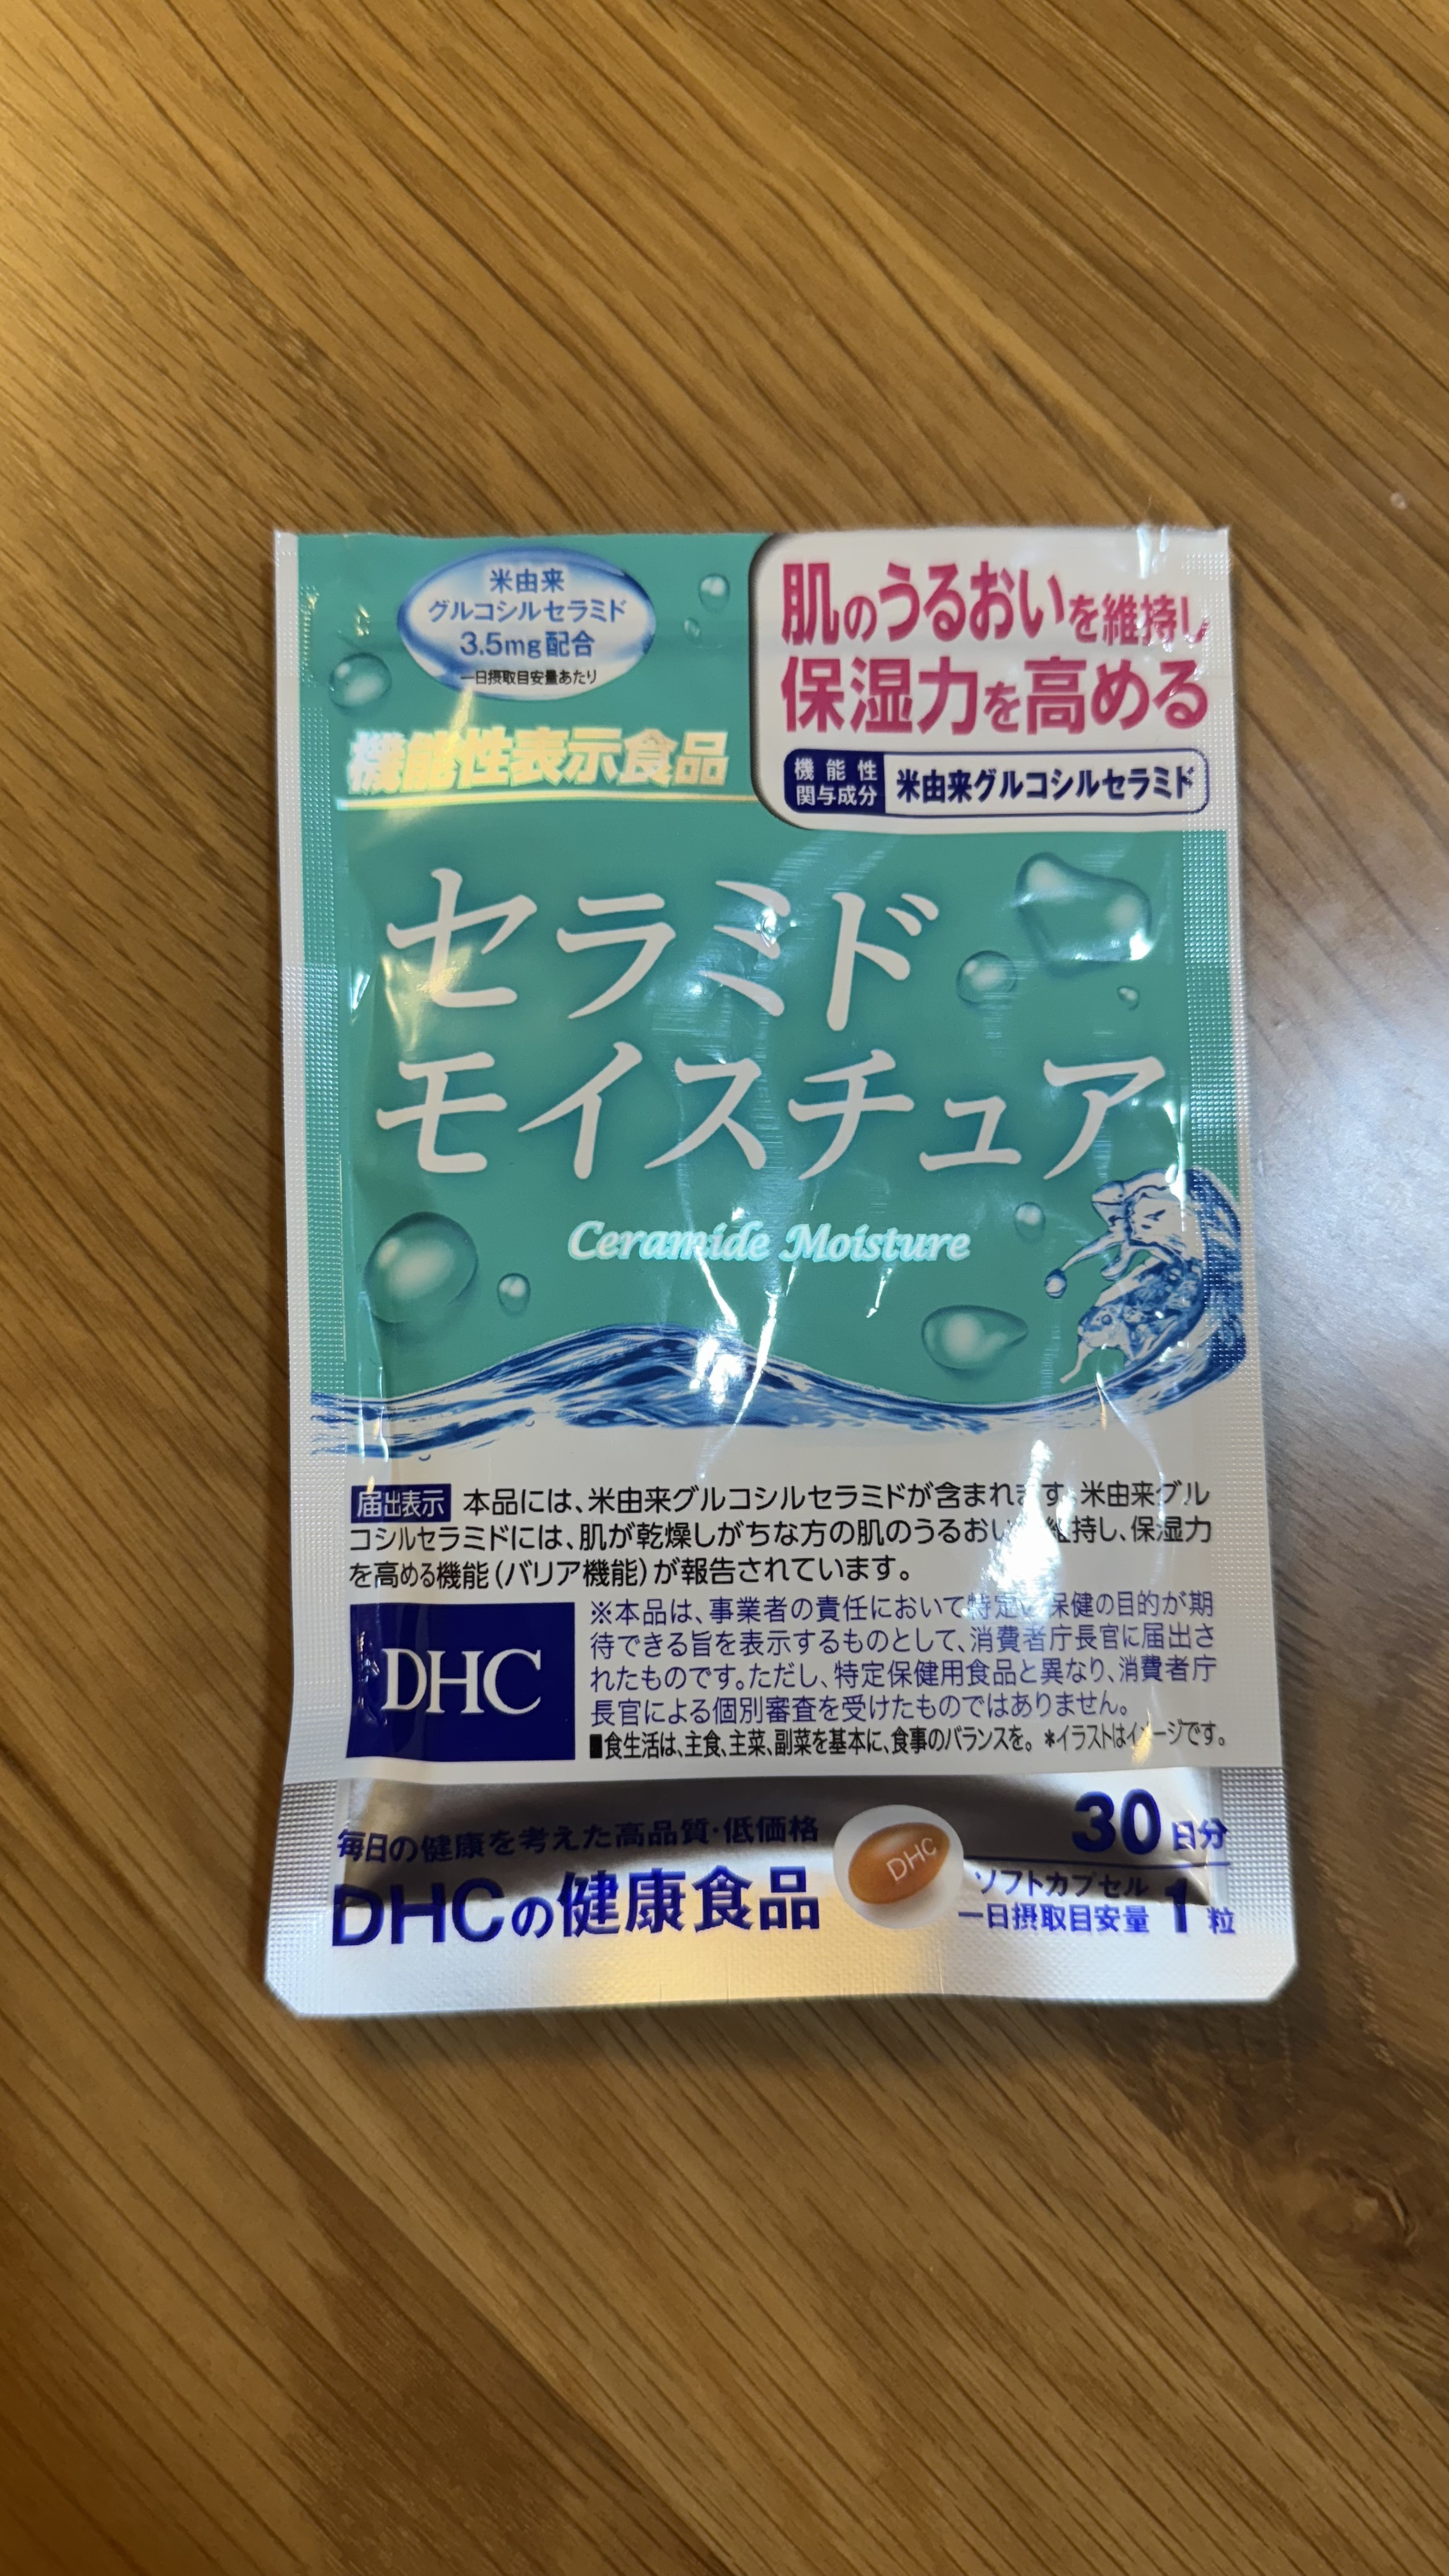 米由来
グルコシルセラミド
3.5mg配合
一日摂取目安量あたり
機能性表示食品
肌のうるおいを維持し
保湿力を高める
機能性
関与成分
米由来グルコシルセラミド
セラミド
モイスチュア
Ceramide Moisture
届出表示 本品には、米由来グルコシルセラミドが含まれます。米由来グル
コシルセラミドには、肌が乾燥しがちな方の肌のうるおい 維持し、保湿力
を高める機能(バリア機能)が報告されています。
DHC
※本品は、事業者の責任において特定の保健の目的が期
待できる旨を表示するものとして、消費者庁長官に届出さ
れたものです。ただし、特定保健用食品と異なり、消費者庁
長官による個別審査を受けたものではありません。
■食生活は、主食、主菜、副菜を基本に、食事のバランスを。*イラストはイメージです。
毎日の健康を考えた高品質・低価格
DHCの健康食品
DHC
30日分
ソフトカプセル
一日摂取目安量 1粒